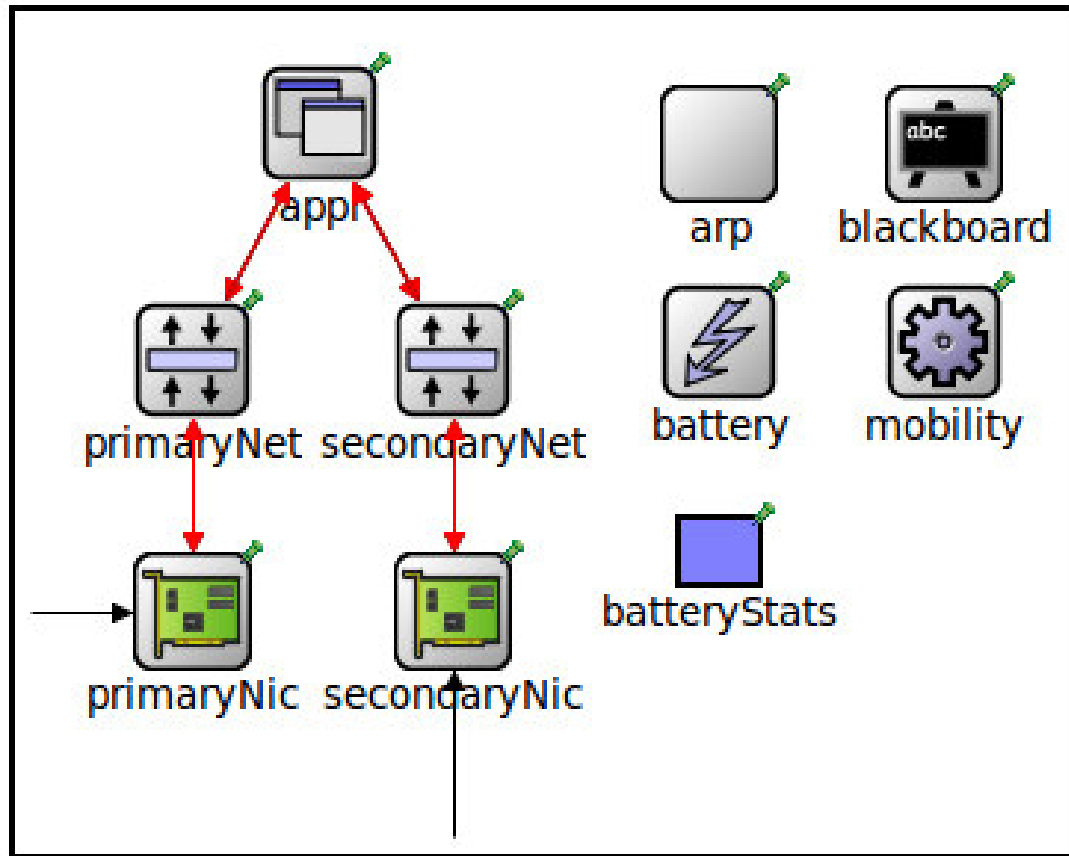 appl
arp
abc
blackboard
primaryNet
secondaryNet
battery
mobility
primaryNic
secondaryNic
batteryStats